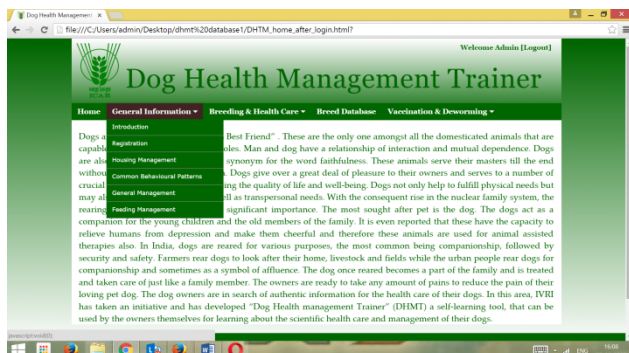 Dog Health Management
file:///C:/Users/admin/Desktop/dhmt%20database1/DHTM_home_after_login.html?
Welcome Admin [Logout]
Dog Health Management Trainer
Home General Information Breeding & Health Care Breed Database Vaccination & Deworming
Introduction
Registration
Housing Management
Common Behavioural Patterns
General Management
Feeding Management
Dogs a Best Friend" . These are the only one amongst all the domesticated animals that are
capable oles. Man and dog have a relationship of interaction and mutual dependence. Dogs
are als synonym for the word faithfulness. These animals serve their masters till the end
withou . Dogs give over a great deal of pleasure to their owners and serves to a number of
crucial ing the quality of life and well-being. Dogs not only help to fulfill physical needs but
may al ell as transpersonal needs. With the consequent rise in the nuclear family system, the
rearing significant importance. The most sought after pet is the dog. The dogs act as a
companion for the young children and the old members of the family. It is even reported that these have the capacity to
relieve humans from depression and make them cheerful and therefore these animals are used for animal assisted
therapies also. In India, dogs are reared for various purposes, the most common being companionship, followed by
security and safety. Farmers rear dogs to look after their home, livestock and fields while the urban people rear dogs for
companionship and sometimes as a symbol of affluence. The dog once reared becomes a part of the family and is treated
and taken care of just like a family member. The owners are ready to take any amount of pains to reduce the pain of their
loving pet dog. The dog owners are in search of authentic information for the health care of their dogs. In this area, IVRI
has taken an initiative and has developed "Dog Health management Trainer" (DHMT) a self-learning tool, that can be
used by the owners themselves for learning about the scientific health care and management of their dogs.
javascript:void(0)
ENG 16:08